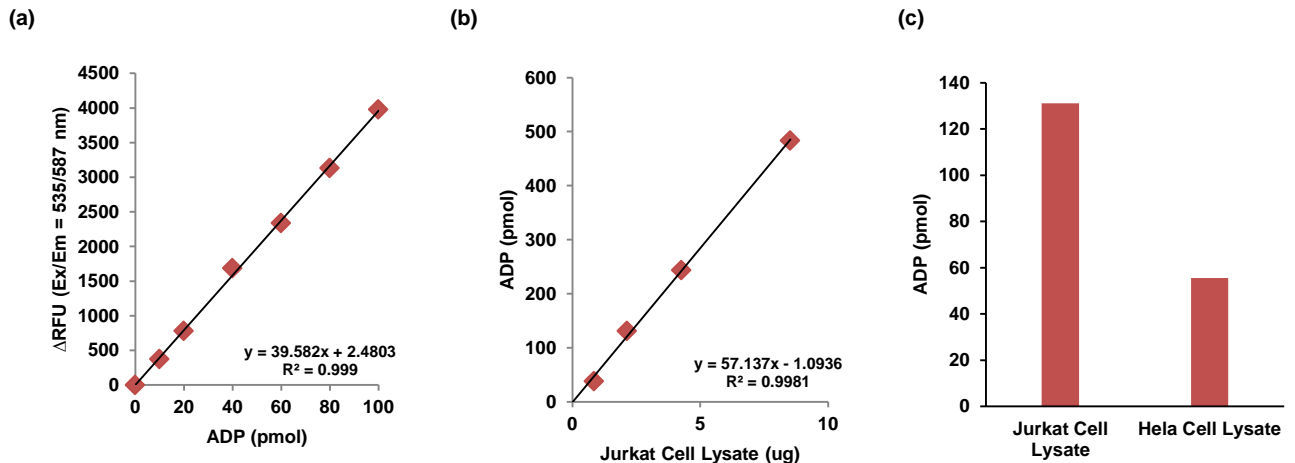 (a)
(b)
(c)
ΔRFU (Ex/Em = 535/587 nm)
4500
4000
3500
3000
2500
2000
1500
1000
500
0
0 20 40 60 80 100
ADP (pmol)
y = 39.582x + 2.4803
R² = 0.999
ADP (pmol)
600
500
400
300
200
100
0
0 5 10
Jurkat Cell Lysate (ug)
y = 57.137x - 1.0936
R² = 0.9981
ADP (pmol)
140
120
100
80
60
40
20
0
Jurkat Cell
Lysate
Hela Cell Lysate